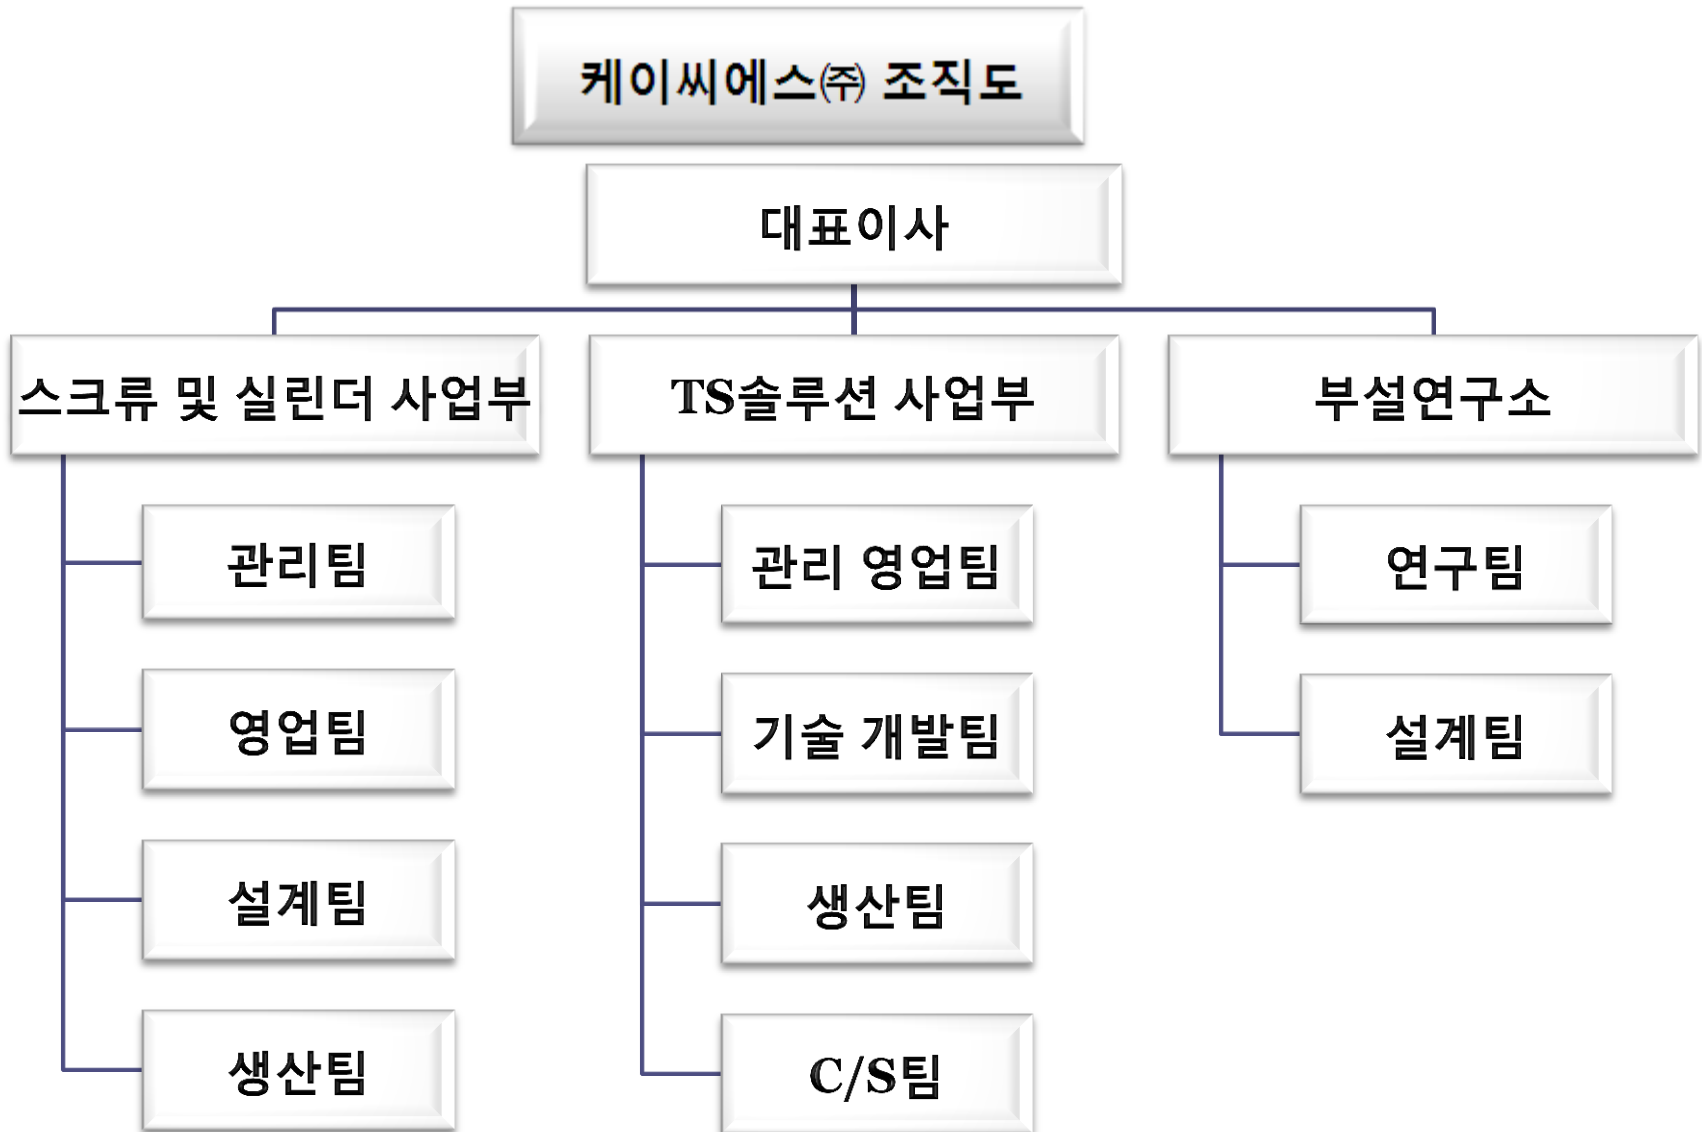 케이씨에스㈜ 조직도
대표이사
스크류 및 실린더 사업부
TS솔루션 사업부
부설연구소
관리팀
관리 영업팀
연구팀
영업팀
기술 개발팀
설계팀
설계팀
생산팀
생산팀
C/S팀